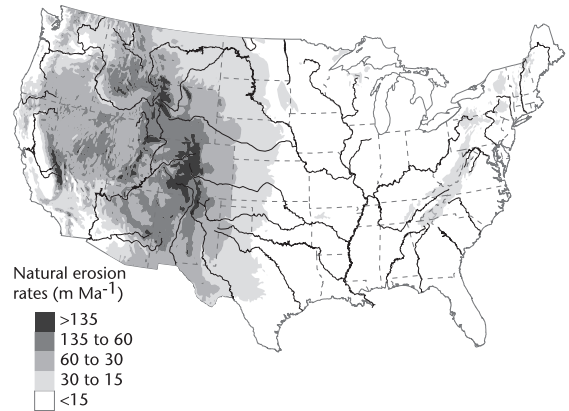 Natural erosion
rates (m Ma-1)
>135
135 to 60
60 to 30
30 to 15
<15